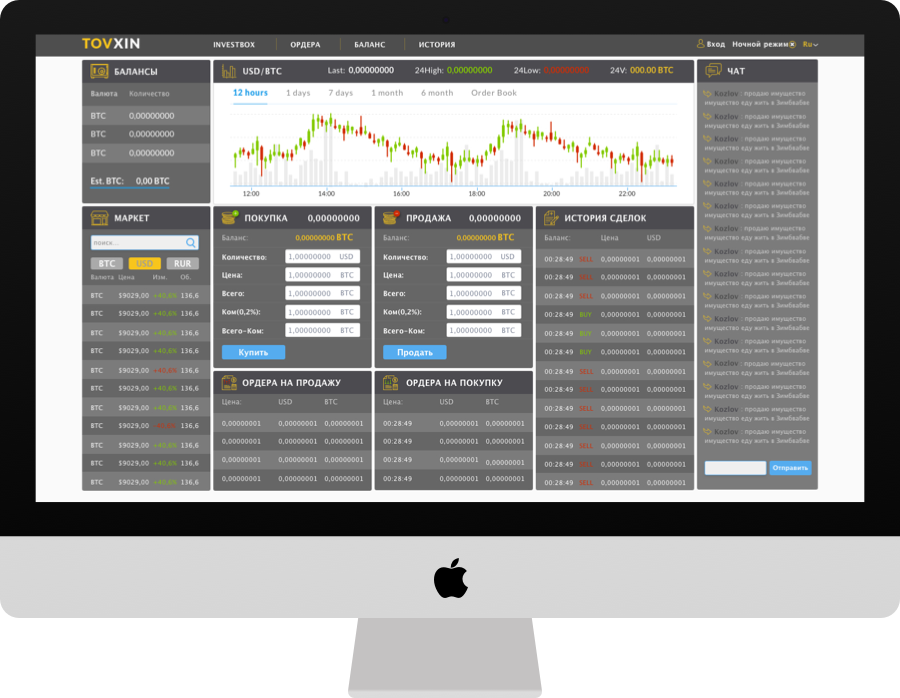 TOVXIN
INVESTBOX
ОРДЕРА
БАЛАНС
ИСТОРИЯ
Вход
Ночной режим
Ru
БАЛАНСЫ
Валюта Количество
BTC 0,00000000
BTC 0,00000000
BTC 0,00000000
Est. BTC: 0,00 BTC
USD/BTC
Last: 0,00000000
24High: 0,00000000
24Low: 0,00000000
24V: 000.00 BTC
12 hours
1 days
7 days
1 month
6 month
Order Book
12:00
14:00
16:00
18:00
20:00
22:00
МАРКЕТ
поиск...
BTC USD RUR
Валюта Цена Изм. Об.
BTC $9029,00 +40,6% 136,6
BTC $9029,00 +40,6% 136,6
BTC $9029,00 +40,6% 136,6
BTC $9029,00 +40,6% 136,6
BTC $9029,00 +40,6% 136,6
BTC $9029,00 +40,6% 136,6
BTC $9029,00 +40,6% 136,6
BTC $9029,00 +40,6% 136,6
BTC $9029,00 +40,6% 136,6
BTC $9029,00 +40,6% 136,6
BTC $9029,00 +40,6% 136,6
ПОКУПКА 0,00000000
Баланс: 0,00000000 BTC
Количество: 1,00000000 USD
Цена: 1,00000000 BTC
Всего: 1,00000000 BTC
Ком(0,2%): 1,00000000 BTC
Всего-Ком: 1,00000000 BTC
Купить
ПРОДАЖА 0,00000000
Баланс: 0,00000000 BTC
Количество: 1,00000000 USD
Цена: 1,00000000 BTC
Всего: 1,00000000 BTC
Ком(0,2%): 1,00000000 BTC
Всего-Ком: 1,00000000 BTC
Продать
ОРДЕРА НА ПРОДАЖУ
Цена: USD BTC
0,00000001 0,00000001 0,00000001
0,00000001 0,00000001 0,00000001
0,00000001 0,00000001 0,00000001
0,00000001 0,00000001 0,00000001
ОРДЕРА НА ПОКУПКУ
Цена: USD BTC
00:28:49 0,00000001 0,00000001
00:28:49 0,00000001 0,00000001
00:28:49 0,00000001 0,00000001
00:28:49 0,00000001 0,00000001
ИСТОРИЯ СДЕЛОК
Баланс: Цена USD
00:28:49 SELL 0,00000001 0,00000001
00:28:49 SELL 0,00000001 0,00000001
00:28:49 SELL 0,00000001 0,00000001
00:28:49 BUY 0,00000001 0,00000001
00:28:49 BUY 0,00000001 0,00000001
00:28:49 BUY 0,00000001 0,00000001
00:28:49 SELL 0,00000001 0,00000001
00:28:49 SELL 0,00000001 0,00000001
00:28:49 SELL 0,00000001 0,00000001
00:28:49 SELL 0,00000001 0,00000001
00:28:49 SELL 0,00000001 0,00000001
00:28:49 SELL 0,00000001 0,00000001
00:28:49 SELL 0,00000001 0,00000001
ЧАТ
Kozlov продаю имущество
имущество еду жить в Зимбабве
Kozlov продаю имущество
имущество еду жить в Зимбабве
Kozlov продаю имущество
имущество еду жить в Зимбабве
Kozlov продаю имущество
имущество еду жить в Зимбабве
Kozlov продаю имущество
имущество еду жить в Зимбабве
Kozlov продаю имущество
имущество еду жить в Зимбабве
Kozlov продаю имущество
имущество еду жить в Зимбабве
Kozlov продаю имущество
имущество еду жить в Зимбабве
Kozlov продаю имущество
имущество еду жить в Зимбабве
Kozlov продаю имущество
имущество еду жить в Зимбабве
Kozlov продаю имущество
имущество еду жить в Зимбабве
Kozlov продаю имущество
имущество еду жить в Зимбабве
Kozlov продаю имущество
имущество еду жить в Зимбабве
Kozlov продаю имущество
имущество еду жить в Зимбабве
Kozlov продаю имущество
имущество еду жить в Зимбабве
Kozlov продаю имущество
имущество еду жить в Зимбабве
Отправить